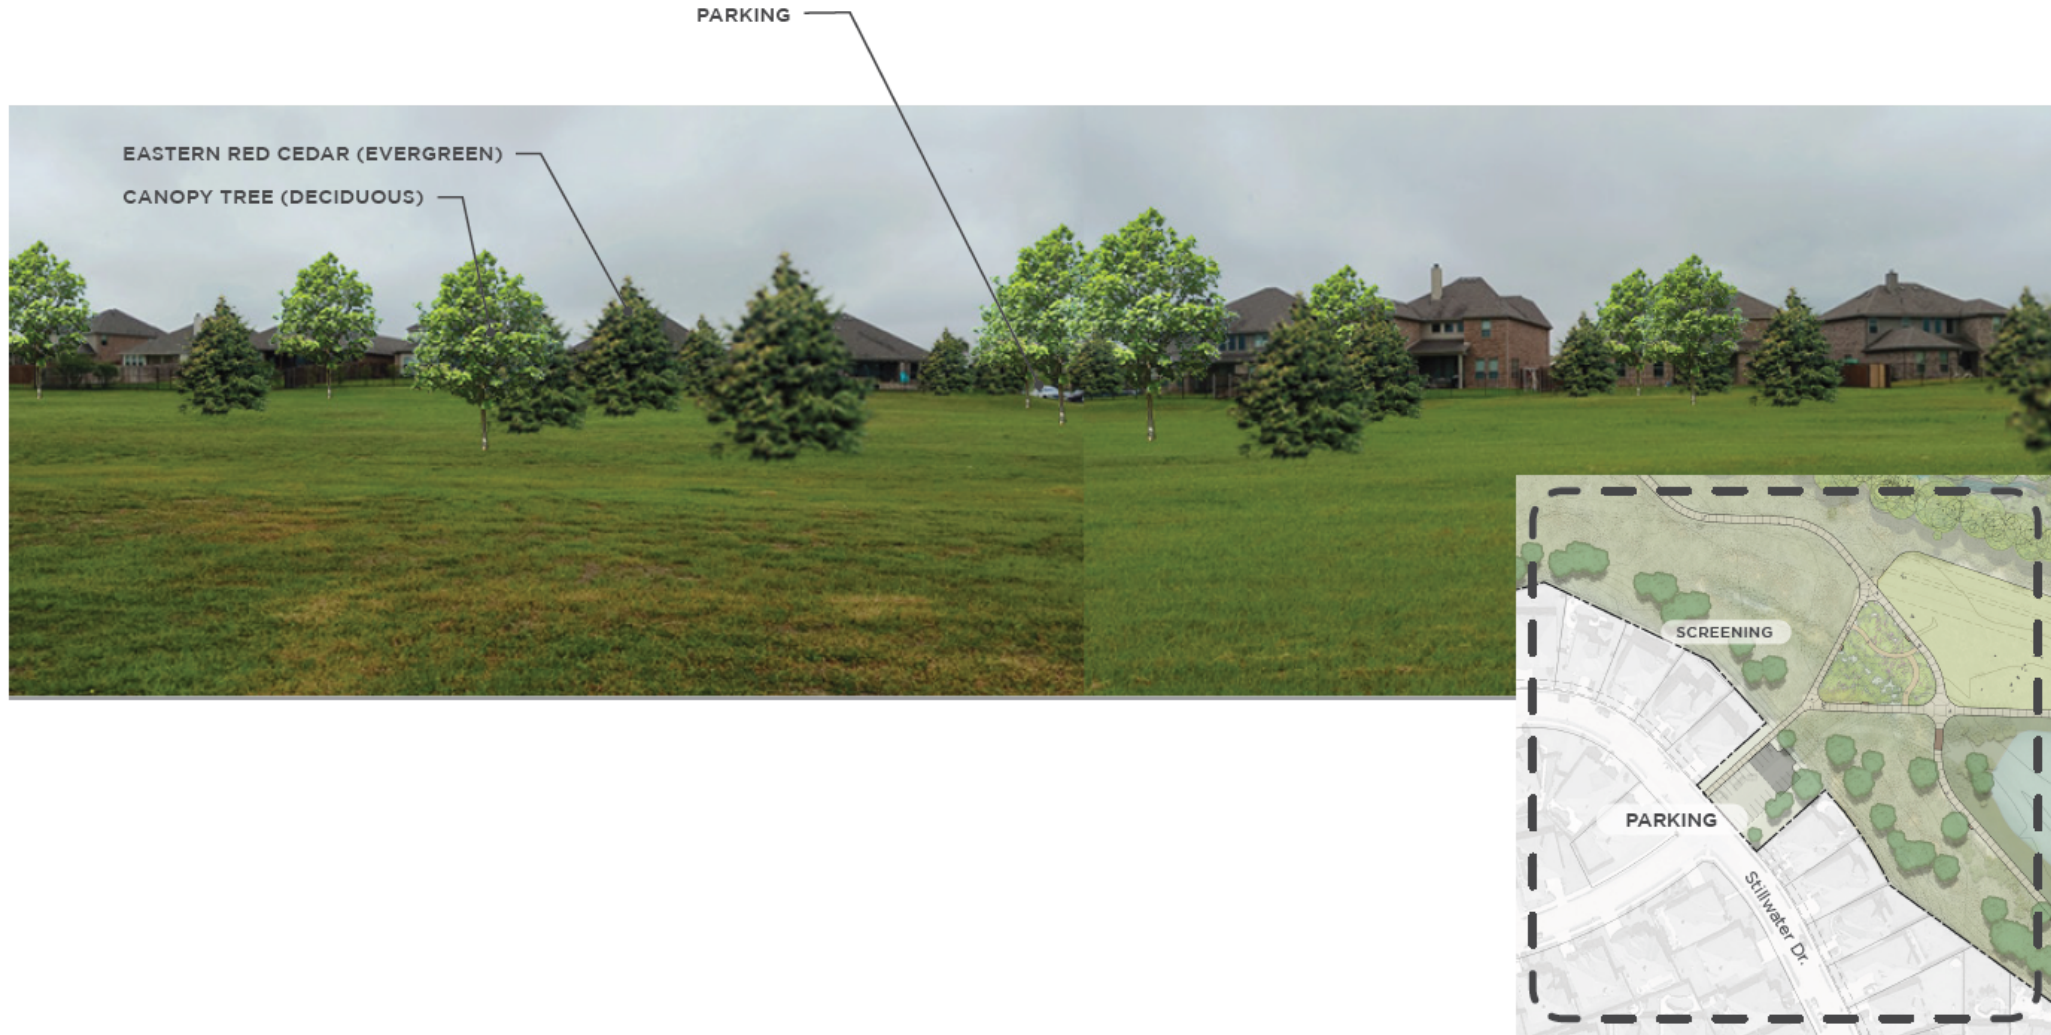 PARKING
EASTERN RED CEDAR (EVERGREEN)
CANOPY TREE (DECIDUOUS)
SCREENING
PARKING
Stillwater Dr.